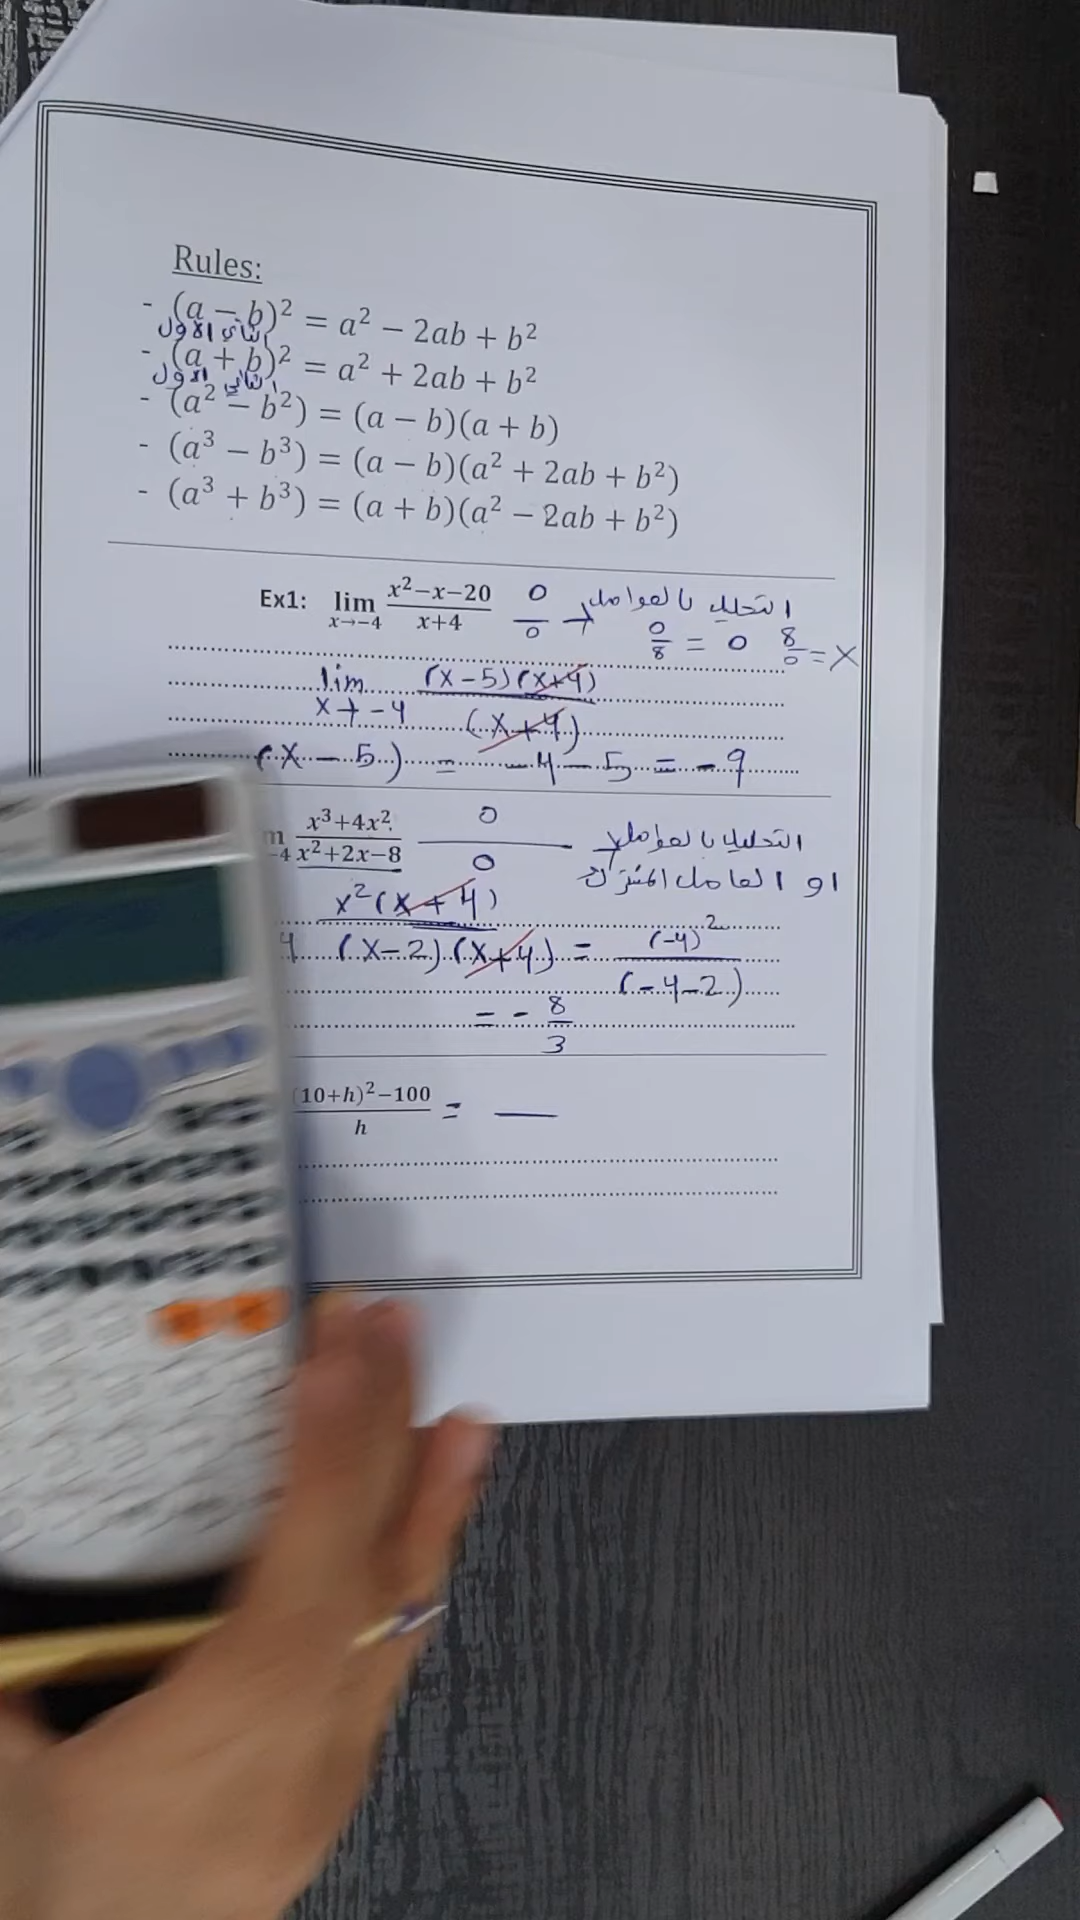 Rules:
- (a − b)² = a² − 2ab + b²
الأول الثاني
- (a + b)² = a² + 2ab + b²
الأول الثاني
- (a² − b²) = (a − b)(a + b)
- (a³ − b³) = (a − b)(a² + 2ab + b²)
- (a³ + b³) = (a + b)(a² − 2ab + b²)
Ex1: lim x→−4 (x²−x−20)/(x+4) 0/0 → التحليل بالعوامل
0/8 = 0 8/0 = X
lim x→−4 (x−5)(x+4)/(x+4)
(x − 5) = −4 − 5 = −9
(x³+4x²)/(x²+2x−8) 0/0 → التحليل بالعوامل
او العامل المشترك
x²(x+4)/(x−2)(x+4) = (−4)²/(−4−2)
= − 8/3
(10+h)²−100/h = —